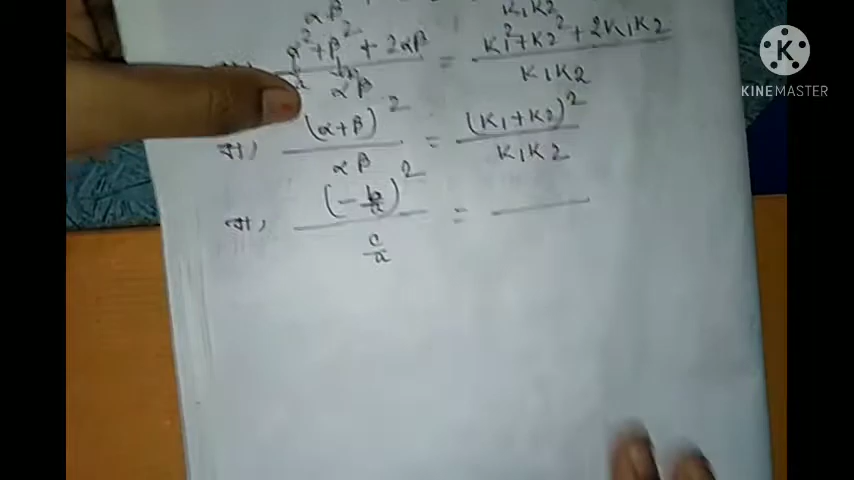 αβ K1K2
α² + β² + 2αβ / αβ = K1² + K2² + 2K1K2 / K1K2
বা, (α+β)² / αβ = (K1+K2)² / K1K2
বা, (-b/a)² / c/a =
KINEMASTER